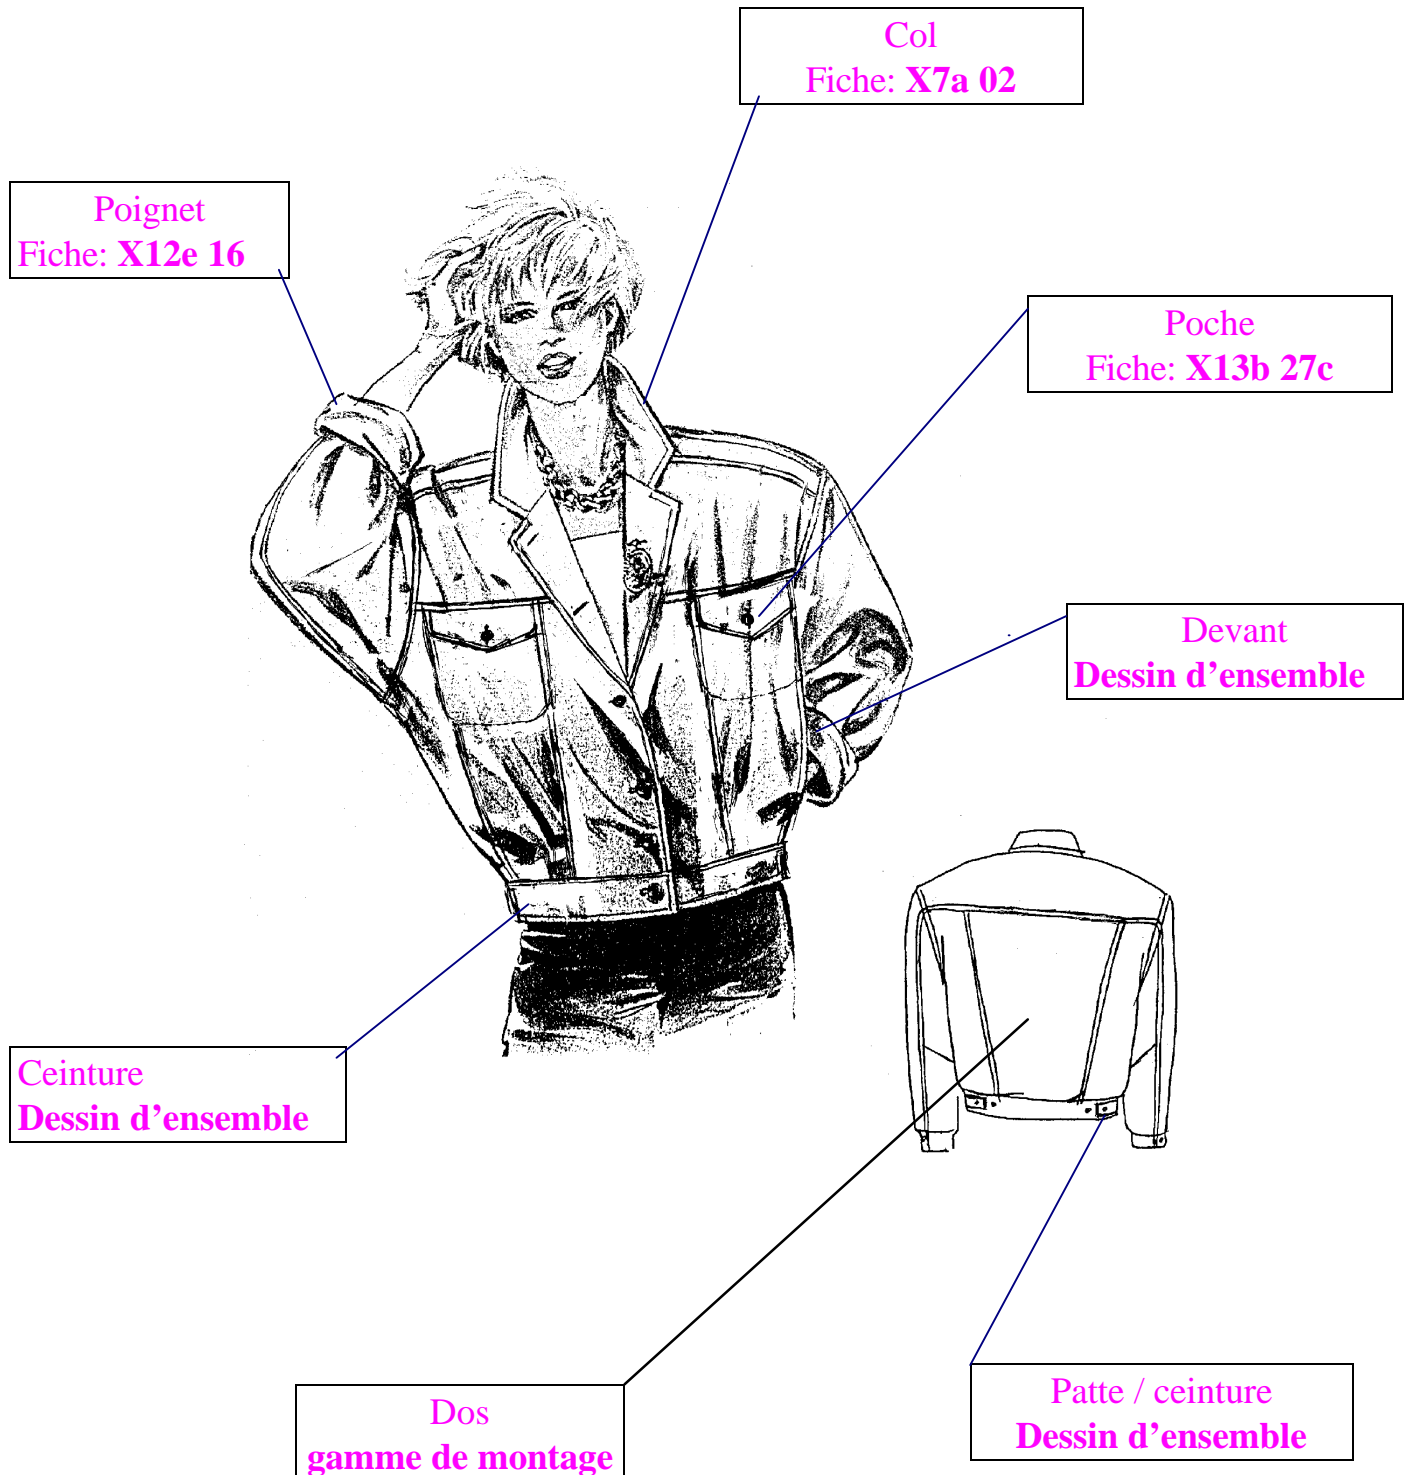 Col
Fiche: X7a 02
Poignet
Fiche: X12e 16
Poche
Fiche: X13b 27c
Devant
Dessin d’ensemble
Ceinture
Dessin d’ensemble
Patte / ceinture
Dessin d’ensemble
Dos
gamme de montage